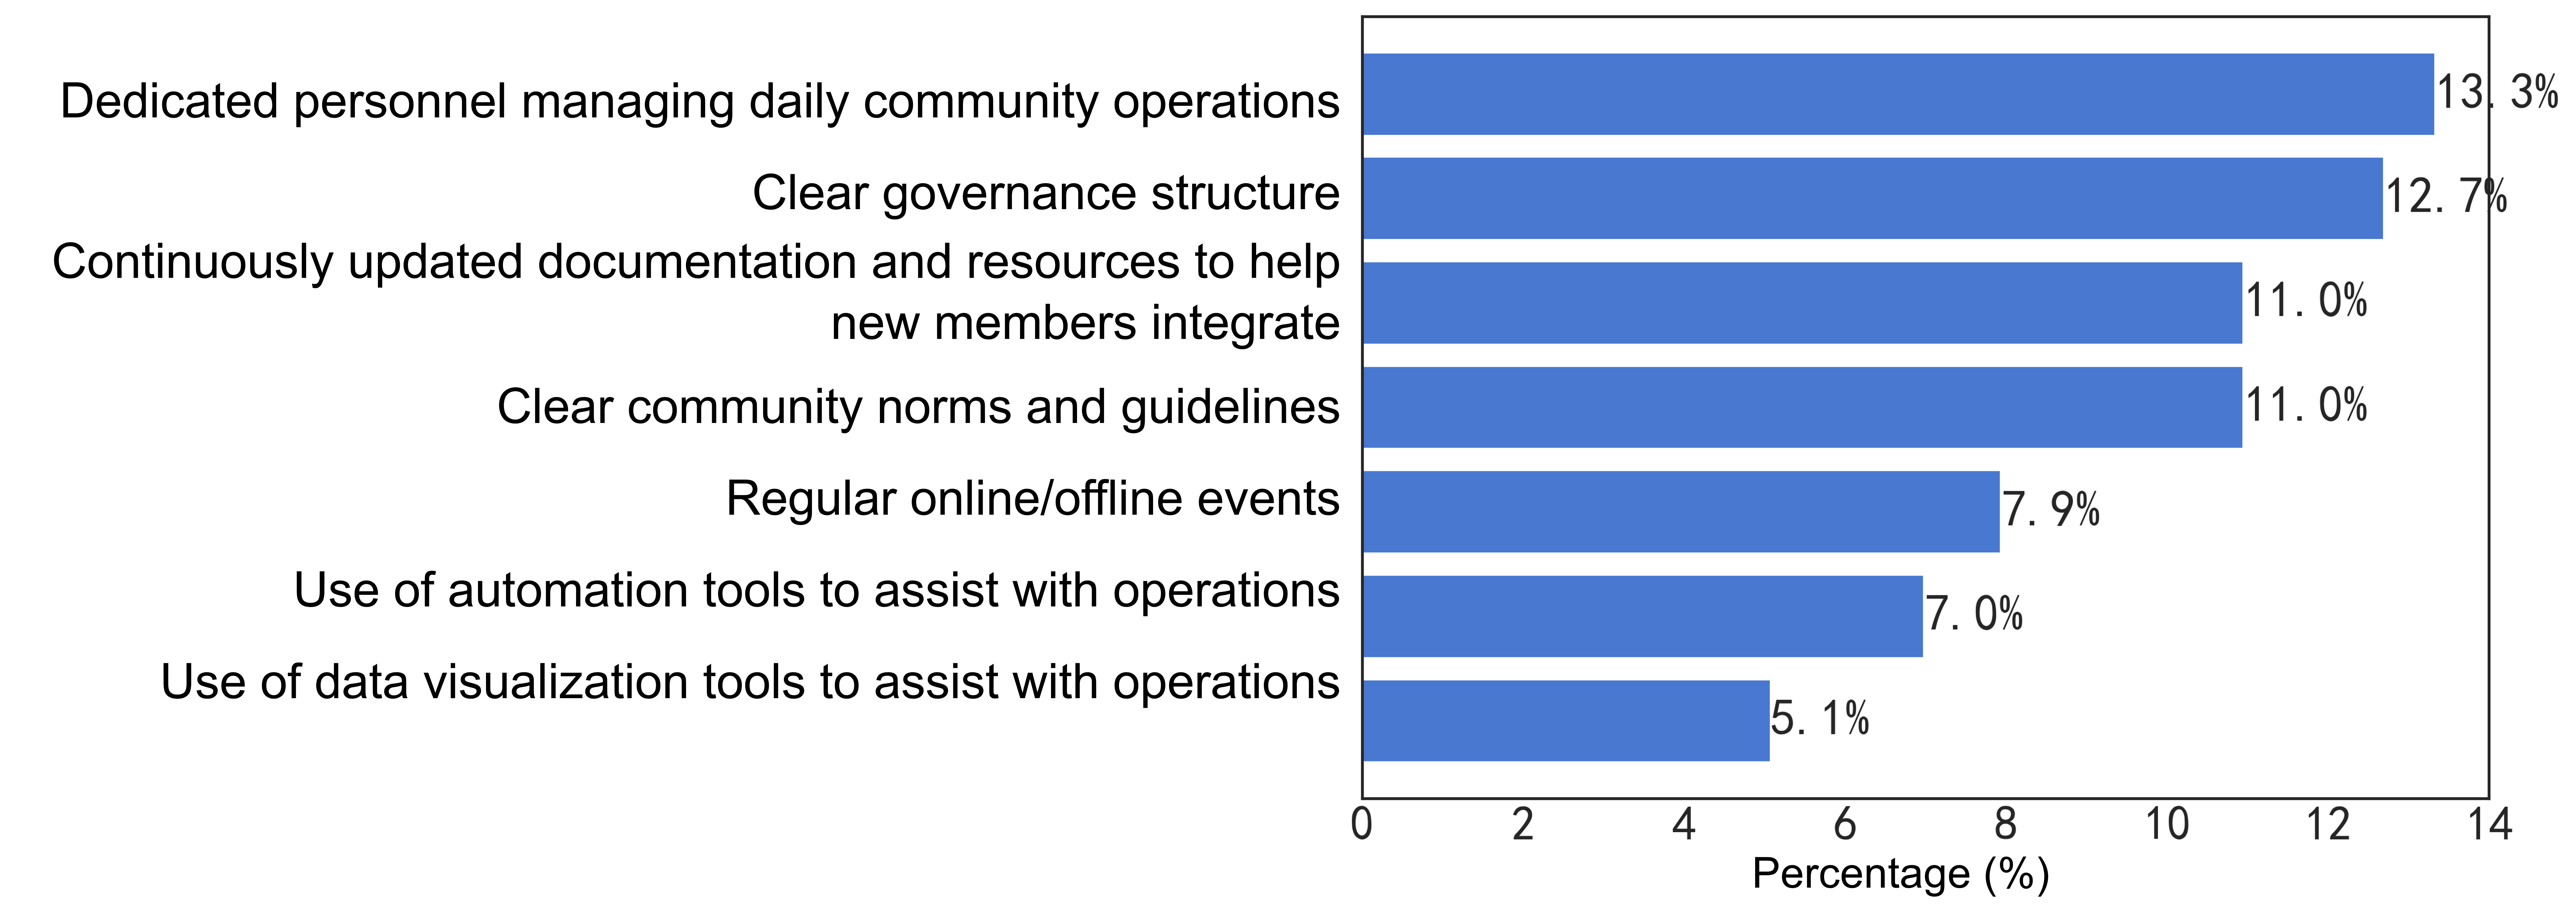 Dedicated personnel managing daily community operations
13.3%
Clear governance structure
12.7%
Continuously updated documentation and resources to help
new members integrate
11.0%
Clear community norms and guidelines
11.0%
Regular online/offline events
7.9%
Use of automation tools to assist with operations
7.0%
Use of data visualization tools to assist with operations
5.1%
0 2 4 6 8 10 12 14
Percentage (%)